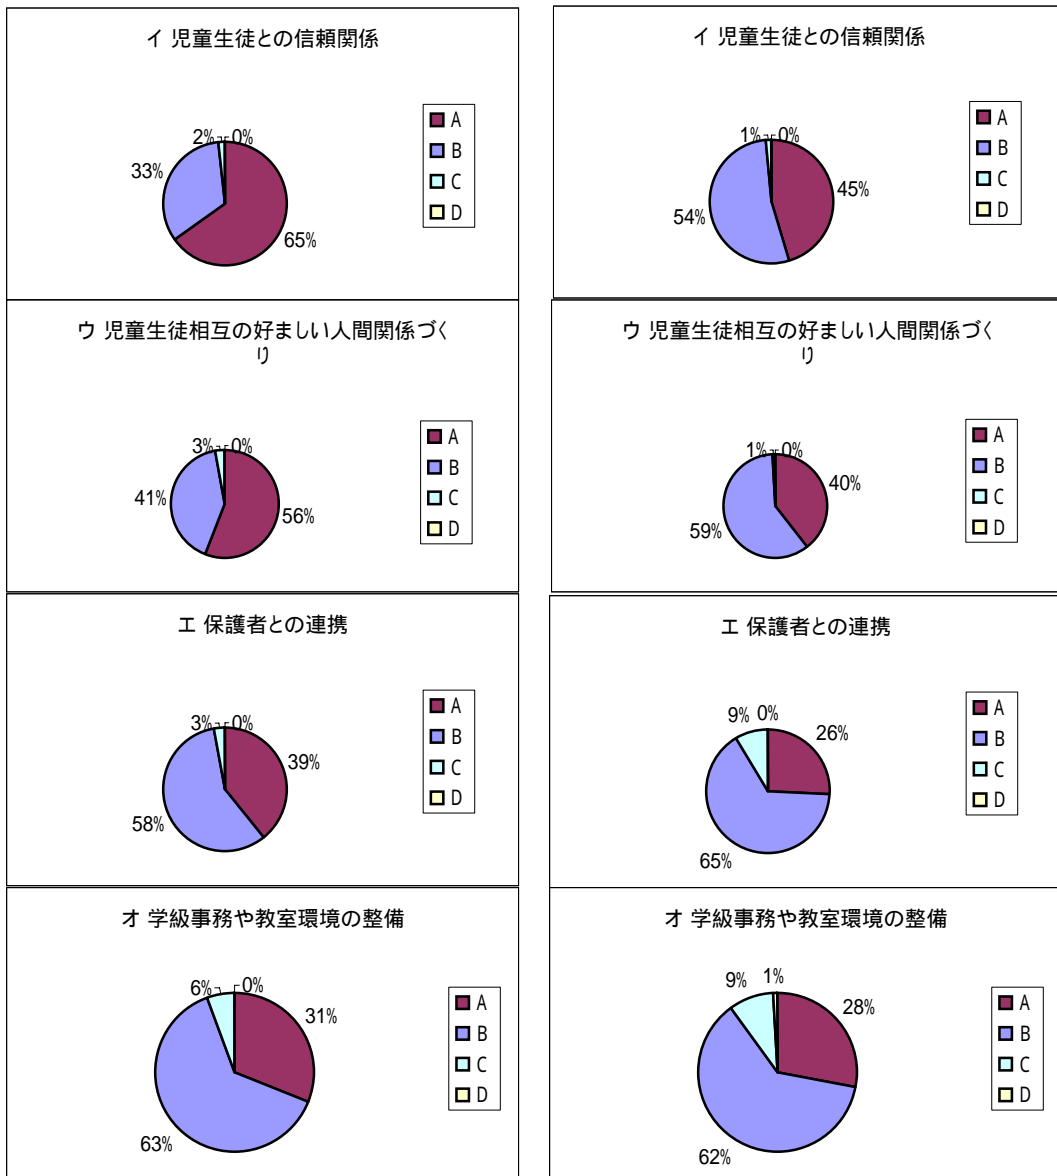 イ 児童生徒との信頼関係
2%
0%
33%
65%
A
B
C
D
イ 児童生徒との信頼関係
1%
0%
45%
54%
A
B
C
D
ウ 児童生徒相互の好ましい人間関係づく
り
3%
0%
41%
56%
A
B
C
D
ウ 児童生徒相互の好ましい人間関係づく
り
1%
0%
40%
59%
A
B
C
D
エ 保護者との連携
3%
0%
39%
58%
A
B
C
D
エ 保護者との連携
9%
0%
26%
65%
A
B
C
D
オ 学級事務や教室環境の整備
6%
0%
31%
63%
A
B
C
D
オ 学級事務や教室環境の整備
9%
1%
28%
62%
A
B
C
D